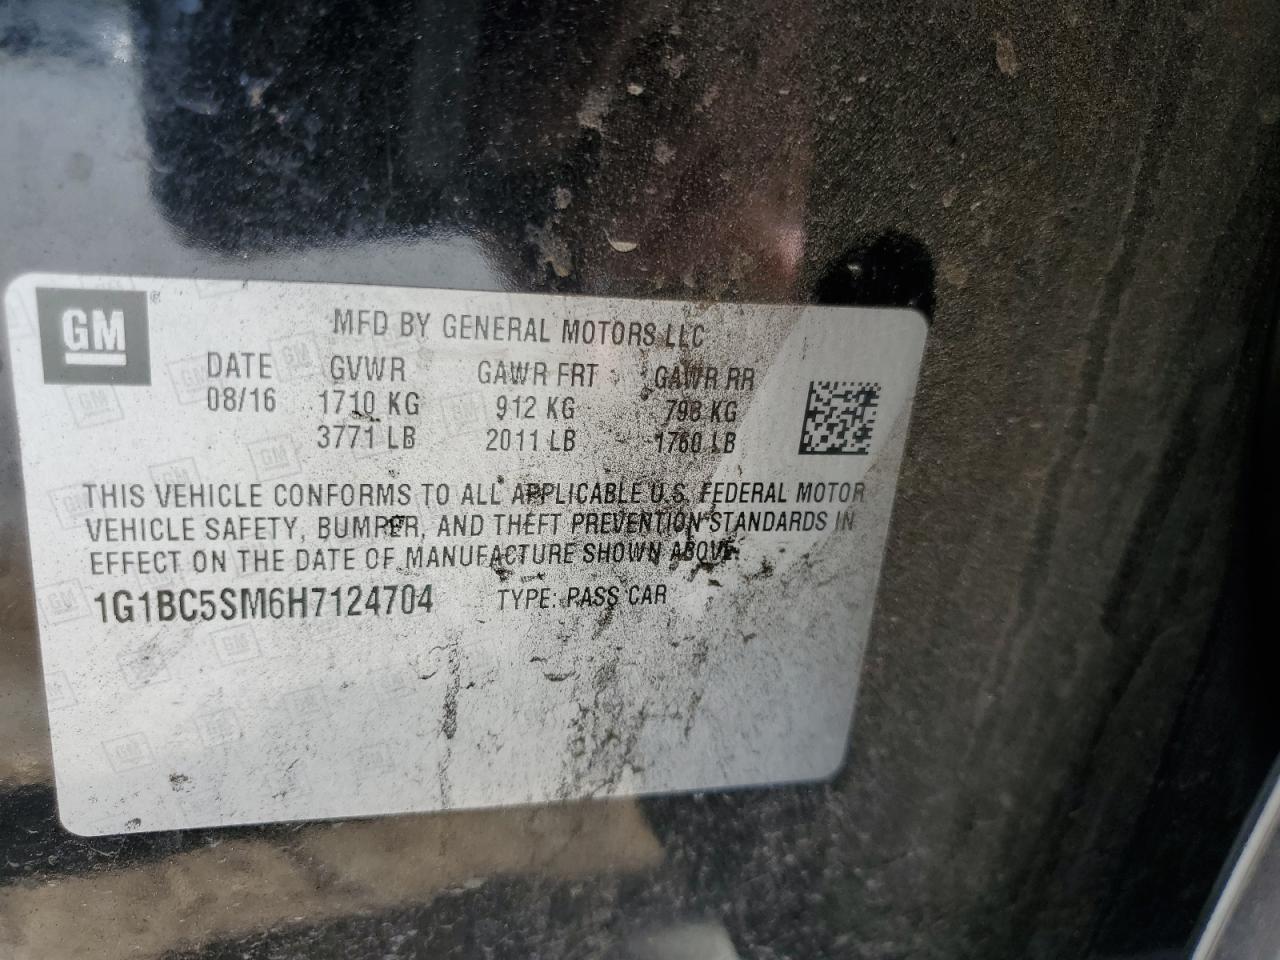 GM ®
MFD BY GENERAL MOTORS LLC
DATE GVWR GAWR FRT GAWR RR
08/16 1710 KG 912 KG 798 KG
3771 LB 2011 LB 1760 LB
THIS VEHICLE CONFORMS TO ALL APPLICABLE U.S. FEDERAL MOTOR
VEHICLE SAFETY, BUMPER, AND THEFT PREVENTION STANDARDS IN
EFFECT ON THE DATE OF MANUFACTURE SHOWN ABOVE.
1G1BC5SM6H7124704 TYPE: PASS CAR